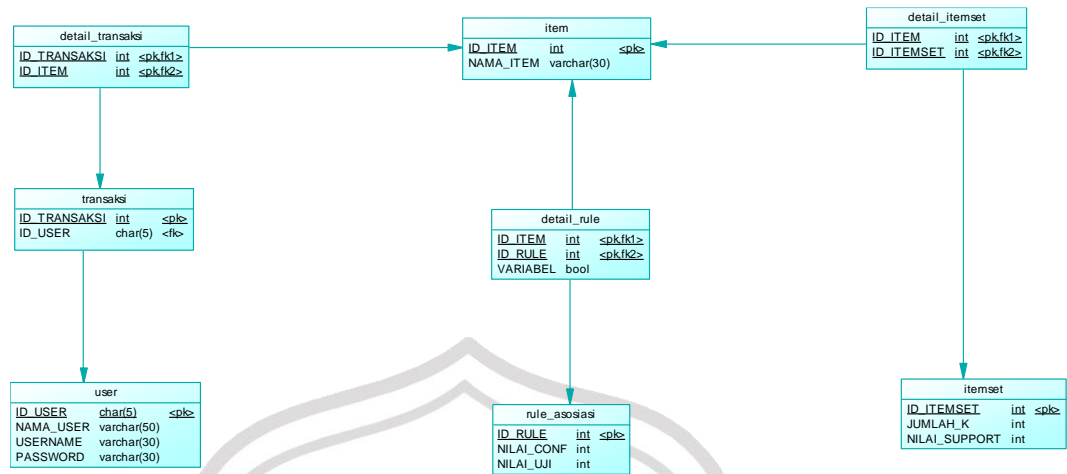 detail_transaksi
ID_TRANSAKSI int <pk,fk1>
ID_ITEM int <pk,fk2>
item
ID_ITEM int <pk>
NAMA_ITEM varchar(30)
detail_itemset
ID_ITEM int <pk,fk1>
ID_ITEMSET int <pk,fk2>
transaksi
ID_TRANSAKSI int <pk>
ID_USER char(5) <fk>
detail_rule
ID_ITEM int <pk,fk1>
ID_RULE int <pk,fk2>
VARIABEL bool
user
ID_USER char(5) <pk>
NAMA_USER varchar(50)
USERNAME varchar(30)
PASSWORD varchar(30)
rule_asosiasi
ID_RULE int <pk>
NILAI_CONF int
NILAI_UJI int
itemset
ID_ITEMSET int <pk>
JUMLAH_K int
NILAI_SUPPORT int